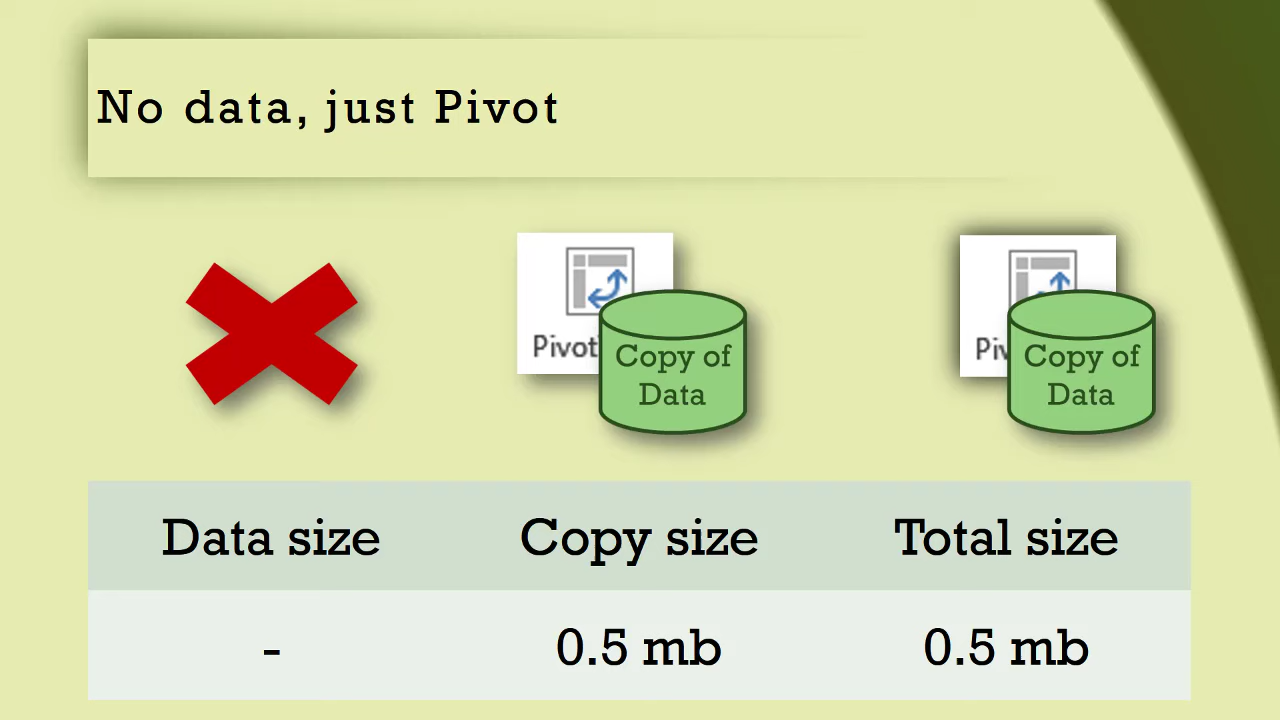 No data, just Pivot
Pivot
Copy of
Data
Piv
Copy of
Data
Data size Copy size Total size
- 0.5 mb 0.5 mb